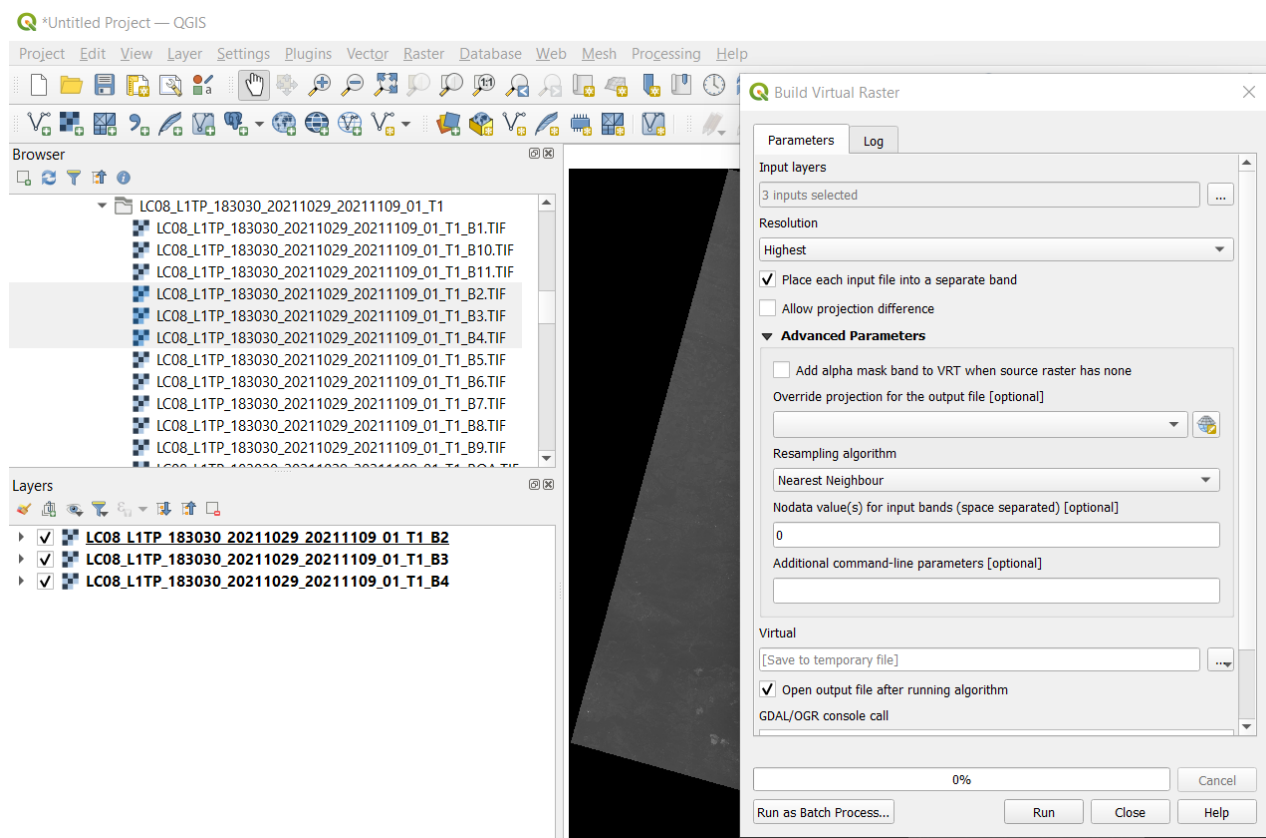 *Untitled Project — QGIS
Project Edit View Layer Settings Plugins Vector Raster Database Web Mesh Processing Help
Browser
LC08_L1TP_183030_20211029_20211109_01_T1
LC08_L1TP_183030_20211029_20211109_01_T1_B1.TIF
LC08_L1TP_183030_20211029_20211109_01_T1_B10.TIF
LC08_L1TP_183030_20211029_20211109_01_T1_B11.TIF
LC08_L1TP_183030_20211029_20211109_01_T1_B2.TIF
LC08_L1TP_183030_20211029_20211109_01_T1_B3.TIF
LC08_L1TP_183030_20211029_20211109_01_T1_B4.TIF
LC08_L1TP_183030_20211029_20211109_01_T1_B5.TIF
LC08_L1TP_183030_20211029_20211109_01_T1_B6.TIF
LC08_L1TP_183030_20211029_20211109_01_T1_B7.TIF
LC08_L1TP_183030_20211029_20211109_01_T1_B8.TIF
LC08_L1TP_183030_20211029_20211109_01_T1_B9.TIF
LC08_L1TP_183030_20211029_20211109_01_T1_BQA.TIF
Layers
LC08_L1TP_183030_20211029_20211109_01_T1_B2
LC08_L1TP_183030_20211029_20211109_01_T1_B3
LC08_L1TP_183030_20211029_20211109_01_T1_B4
Build Virtual Raster
Parameters Log
Input layers
3 inputs selected
...
Resolution
Highest
Place each input file into a separate band
Allow projection difference
Advanced Parameters
Add alpha mask band to VRT when source raster has none
Override projection for the output file [optional]
Resampling algorithm
Nearest Neighbour
Nodata value(s) for input bands (space separated) [optional]
0
Additional command-line parameters [optional]
Virtual
[Save to temporary file]
...
Open output file after running algorithm
GDAL/OGR console call
0%
Cancel
Run as Batch Process... Run Close Help